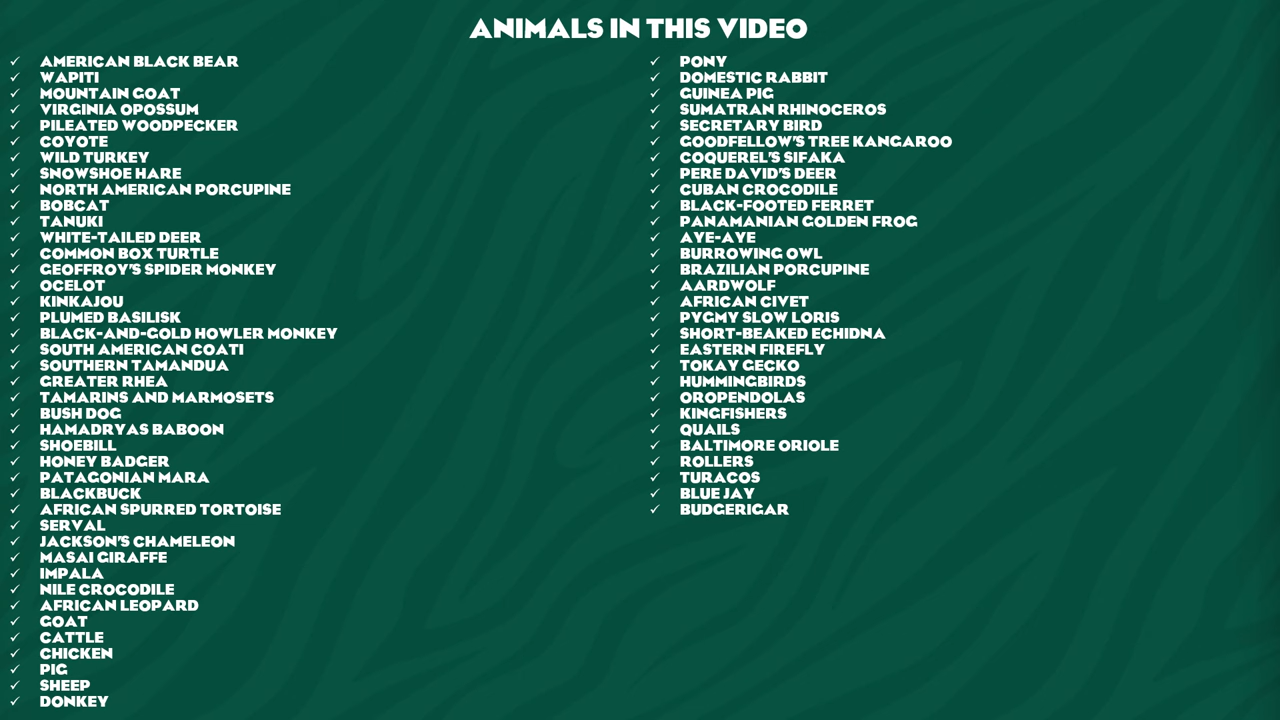 ANIMALS IN THIS VIDEO
✓ AMERICAN BLACK BEAR
✓ WAPITI
✓ MOUNTAIN GOAT
✓ VIRGINIA OPOSSUM
✓ PILEATED WOODPECKER
✓ COYOTE
✓ WILD TURKEY
✓ SNOWSHOE HARE
✓ NORTH AMERICAN PORCUPINE
✓ BOBCAT
✓ TANUKI
✓ WHITE-TAILED DEER
✓ COMMON BOX TURTLE
✓ GEOFFROY'S SPIDER MONKEY
✓ OCELOT
✓ KINKAJOU
✓ PLUMED BASILISK
✓ BLACK-AND-GOLD HOWLER MONKEY
✓ SOUTH AMERICAN COATI
✓ SOUTHERN TAMANDUA
✓ GREATER RHEA
✓ TAMARINS AND MARMOSETS
✓ BUSH DOG
✓ HAMADRYAS BABOON
✓ SHOEBILL
✓ HONEY BADGER
✓ PATAGONIAN MARA
✓ BLACKBUCK
✓ AFRICAN SPURRED TORTOISE
✓ SERVAL
✓ JACKSON'S CHAMELEON
✓ MASAI GIRAFFE
✓ IMPALA
✓ NILE CROCODILE
✓ AFRICAN LEOPARD
✓ GOAT
✓ CATTLE
✓ CHICKEN
✓ PIG
✓ SHEEP
✓ DONKEY
✓ PONY
✓ DOMESTIC RABBIT
✓ GUINEA PIG
✓ SUMATRAN RHINOCEROS
✓ SECRETARY BIRD
✓ GOODFELLOW'S TREE KANGAROO
✓ COQUEREL'S SIFAKA
✓ PERE DAVID'S DEER
✓ CUBAN CROCODILE
✓ BLACK-FOOTED FERRET
✓ PANAMANIAN GOLDEN FROG
✓ AYE-AYE
✓ BURROWING OWL
✓ BRAZILIAN PORCUPINE
✓ AARDWOLF
✓ AFRICAN CIVET
✓ PYGMY SLOW LORIS
✓ SHORT-BEAKED ECHIDNA
✓ EASTERN FIREFLY
✓ TOKAY GECKO
✓ HUMMINGBIRDS
✓ OROPENDOLAS
✓ KINGFISHERS
✓ QUAILS
✓ BALTIMORE ORIOLE
✓ ROLLERS
✓ TURACOS
✓ BLUE JAY
✓ BUDGERIGAR